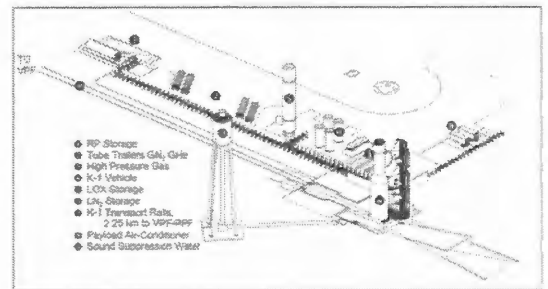 TO
VPF
RP Storage
Tube Trailers GN₂ GHe
High Pressure Gas
K-1 Vehicle
LOX Storage
LN₂ Storage
K-1 Transport Rails,
2.25 km to VPF/RPF
Payload Air-Conditioner
Sound Suppression Water